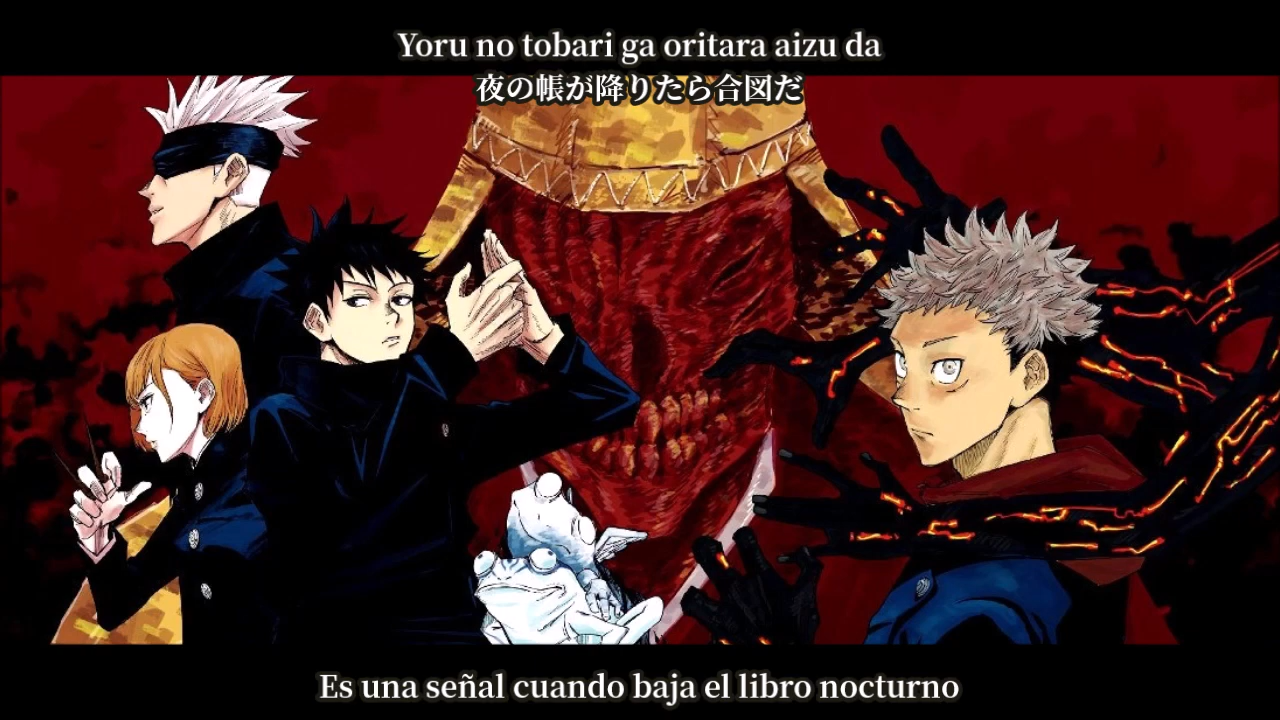 Yoru no tobari ga oritara aizu da
夜の帳が降りたら合図だ
Es una señal cuando baja el libro nocturno